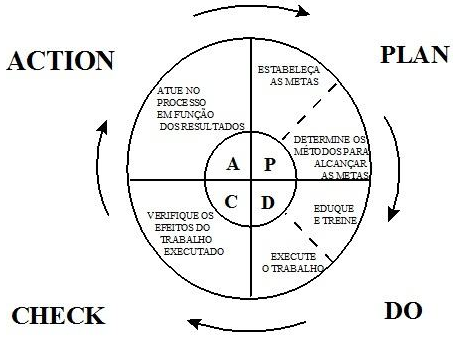 ACTION
PLAN
ATUE NO
PROCESSO
EM FUNÇÃO
DOS RESULTADOS
ESTABELEÇA
AS METAS
DETERMINE OS
MÉTODOS PARA
ALCANÇAR
AS METAS
A
P
C
D
VERIFIQUE OS
EFEITOS DO
TRABALHO
EXECUTADO
EDUQUE
E TREINE
EXECUTE
O TRABALHO
CHECK
DO